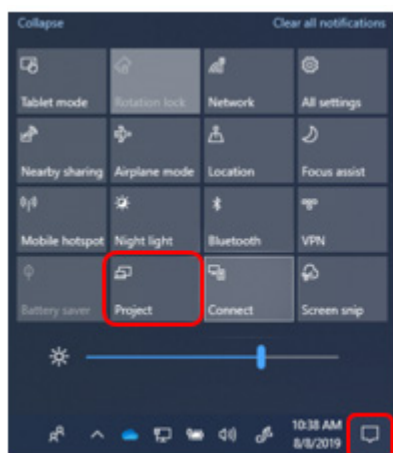 Collapse Clear all notifications
Tablet mode Rotation lock Network All settings
Nearby sharing Airplane mode Location Focus assist
Mobile hotspot Night light Bluetooth VPN
Battery saver Project Connect Screen snip
10:38 AM
8/8/2019